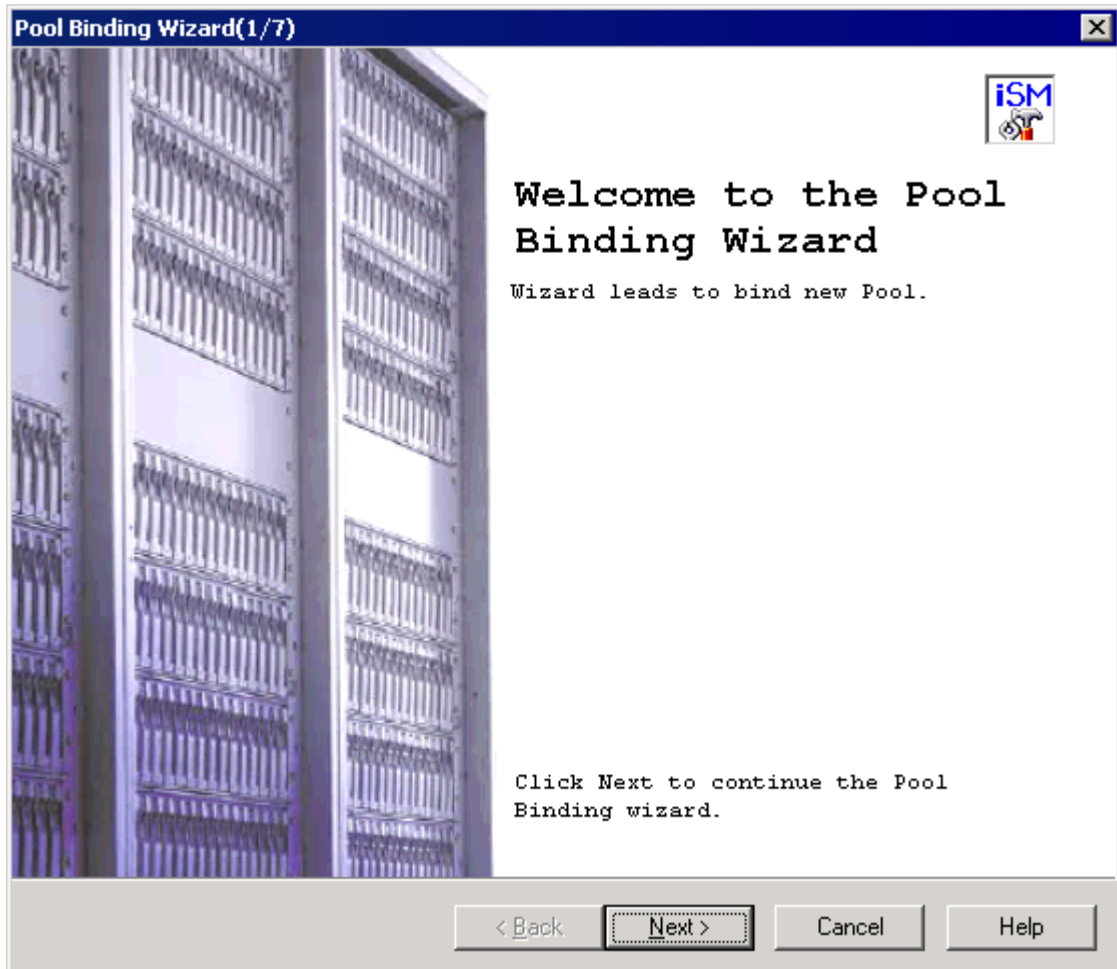 Pool Binding Wizard(1/7)
iSM
Welcome to the Pool
Binding Wizard
Wizard leads to bind new Pool.
Click Next to continue the Pool
Binding wizard.
< Back Next > Cancel Help